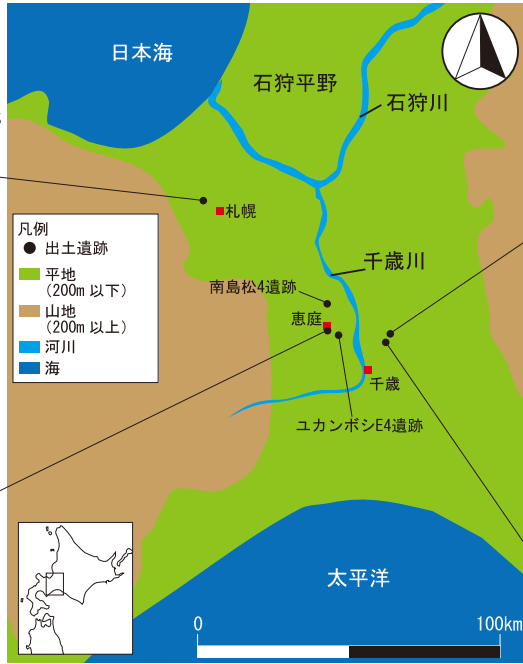 日本海
石狩平野
石狩川
札幌
凡例
出土遺跡
平地
(200m 以下)
山地
(200m 以上)
河川
海
千歳川
南島松4遺跡
恵庭
千歳
ユカンボシE4遺跡
太平洋
0
100km